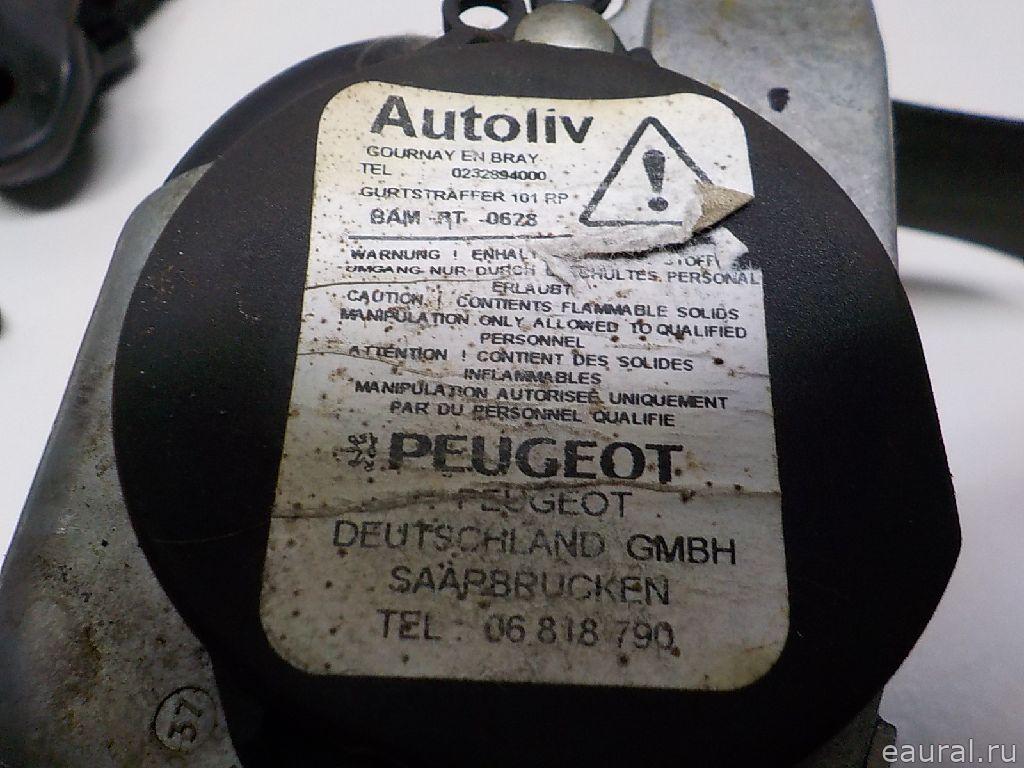 Autoliv
GOURNAY EN BRAY
TEL 0232894000
GURTSTRAFFER 101 RP
BAM -RT- -0628
WARNUNG !
UMGANG NUR DURCH PERSONAL
ERLAUBT
CAUTION ! CONTIENTS FLAMMABLE SOLIDS
MANIPULATION ONLY ALLOWED TO QUALIFIED
PERSONNEL
ATTENTION ! CONTIENT DES SOLIDES
INFLAMMABLES
MANIPULATION AUTORISEE UNIQUEMENT
PAR DU PERSONNEL QUALIFIE
PEUGEOT
PEUGEOT
DEUTSCHLAND GMBH
SAARBRUCKEN
TEL : 06 818 790
37
eaural.ru